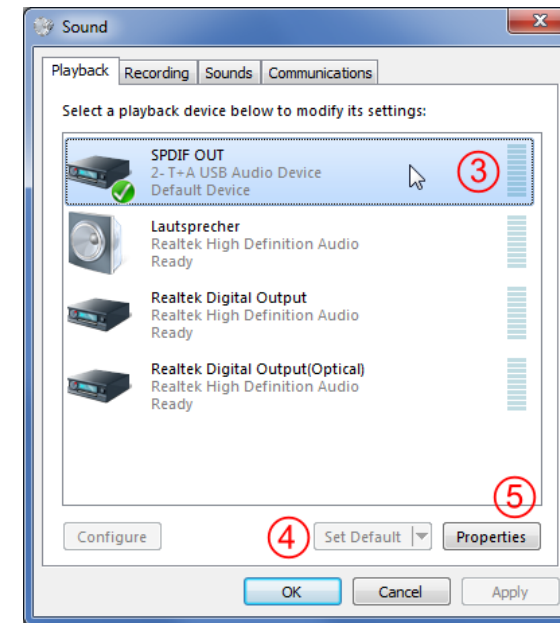 Sound
Playback Recording Sounds Communications
Select a playback device below to modify its settings:
SPDIF OUT
2- T+A USB Audio Device
Default Device
3
Lautsprecher
Realtek High Definition Audio
Ready
Realtek Digital Output
Realtek High Definition Audio
Ready
Realtek Digital Output(Optical)
Realtek High Definition Audio
Ready
5
Configure 4 Set Default Properties
OK Cancel Apply